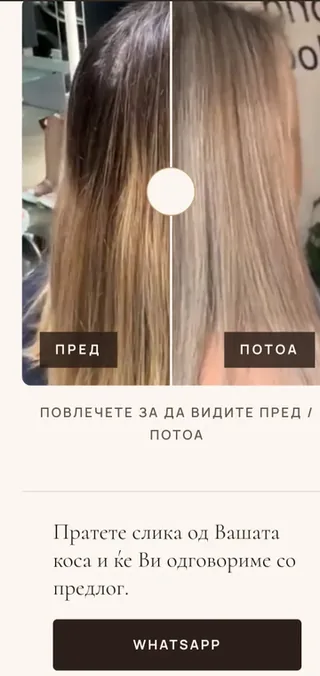 ПРЕД
ПОТОА
ПОВЛЕЧЕТЕ ЗА ДА ВИДИТЕ ПРЕД /
ПОТОА
Пратете слика од Вашата
коса и ќе Ви одговориме со
предлог.
WHATSAPP